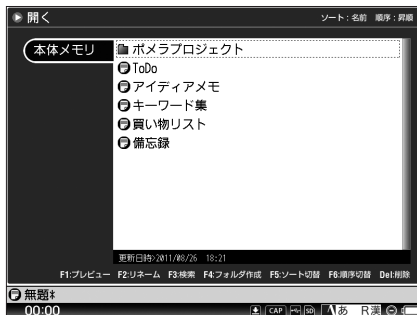 開く ソート:名前 順序:昇順
本体メモリ
ポメラプロジェクト
ToDo
アイディアメモ
キーワード集
買い物リスト
備忘録
更新日時>2011/08/26 18:21
F1:プレビュー F2:リネーム F3:検索 F4:フォルダ作成 F5:ソート切替 F6:順序切替 Del:削除
無題*
00:00 CAP SD あ R漢